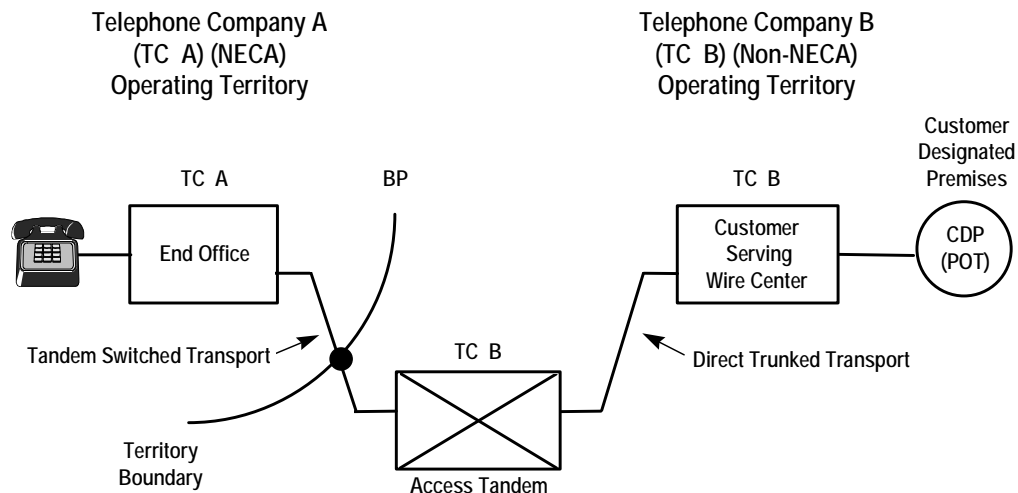 Telephone Company A
(TC A) (NECA)
Operating Territory
Telephone Company B
(TC B) (Non-NECA)
Operating Territory
Customer
Designated
Premises
TC A
BP
TC B
End Office
Customer
Serving
Wire Center
CDP
(POT)
Tandem Switched Transport
TC B
Direct Trunked Transport
Territory
Boundary
Access Tandem